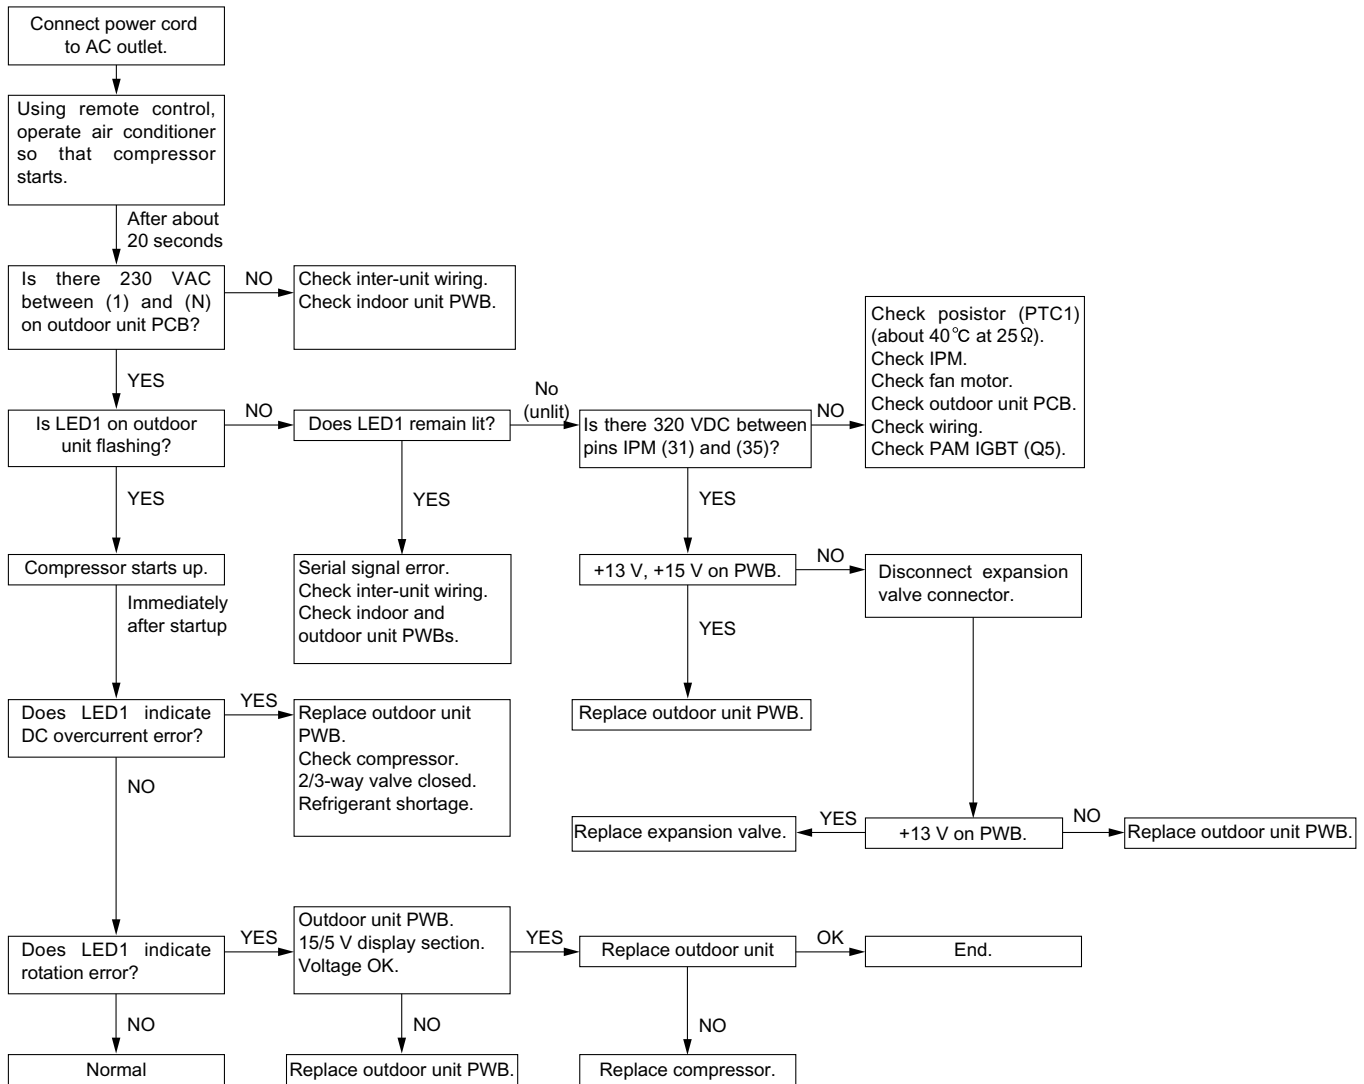 Connect power cord
to AC outlet.
Using remote control,
operate air conditioner
so that compressor
starts.
After about
20 seconds
Is there 230 VAC
between (1) and (N)
on outdoor unit PCB?
NO
Check inter-unit wiring.
Check indoor unit PWB.
YES
Is LED1 on outdoor
unit flashing?
NO
Does LED1 remain lit?
No
(unlit)
Is there 320 VDC between
pins IPM (31) and (35)?
NO
Check posistor (PTC1)
(about 40℃ at 25Ω).
Check IPM.
Check fan motor.
Check outdoor unit PCB.
Check wiring.
Check PAM IGBT (Q5).
YES
YES
YES
Compressor starts up.
Serial signal error.
Check inter-unit wiring.
Check indoor and
outdoor unit PWBs.
+13 V, +15 V on PWB.
NO
Disconnect expansion
valve connector.
Immediately
after startup
YES
Does LED1 indicate
DC overcurrent error?
YES
Replace outdoor unit
PWB.
Check compressor.
2/3-way valve closed.
Refrigerant shortage.
Replace outdoor unit PWB.
NO
Replace expansion valve.
YES
+13 V on PWB.
NO
Replace outdoor unit PWB.
Does LED1 indicate
rotation error?
YES
Outdoor unit PWB.
15/5 V display section.
Voltage OK.
YES
Replace outdoor unit
OK
End.
NO
NO
NO
Normal
Replace outdoor unit PWB.
Replace compressor.